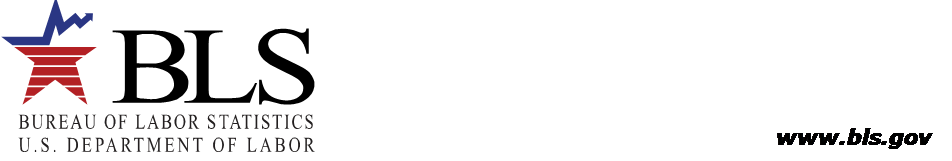 BLS
BUREAU OF LABOR STATISTICS
U.S. DEPARTMENT OF LABOR
www.bls.gov